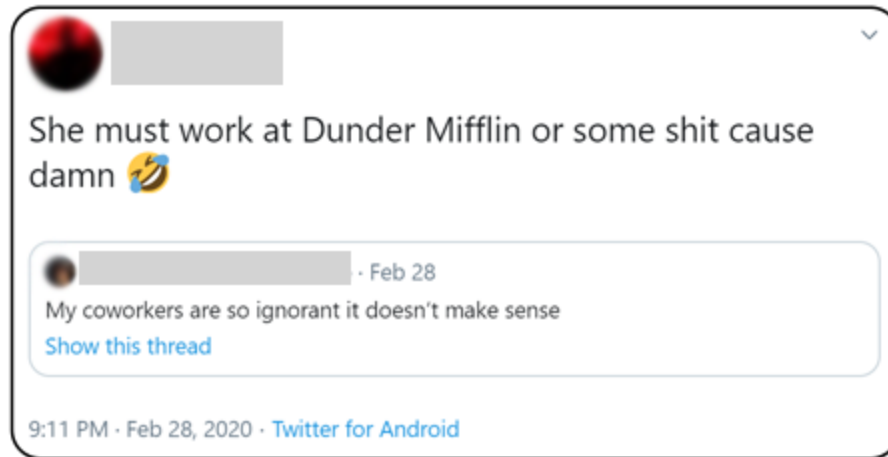 She must work at Dunder Mifflin or some shit cause
damn 🤣
· Feb 28
My coworkers are so ignorant it doesn't make sense
Show this thread
9:11 PM · Feb 28, 2020 · Twitter for Android